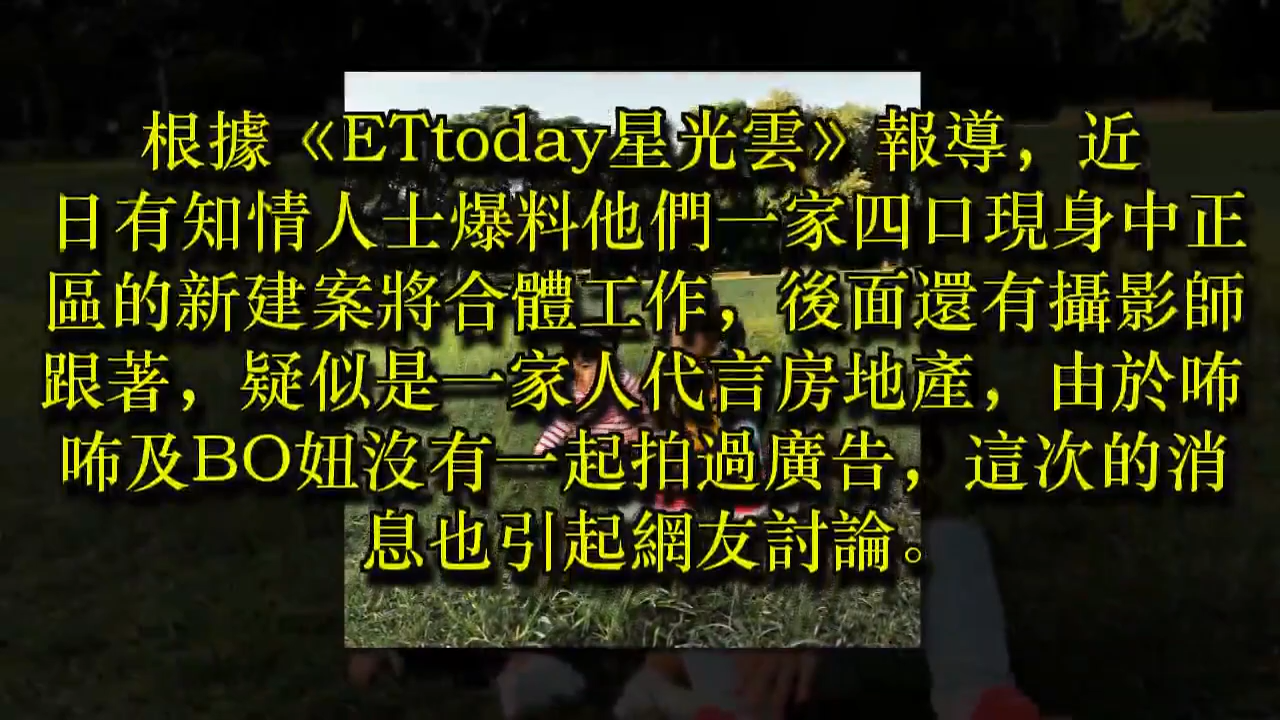 根據《ETtoday星光雲》報導，近
日有知情人士爆料他們一家四口現身中正
區的新建案將合體工作，後面還有攝影師
跟著，疑似是一家人代言房地產，由於咘
咘及BO妞沒有一起拍過廣告，這次的消
息也引起網友討論。